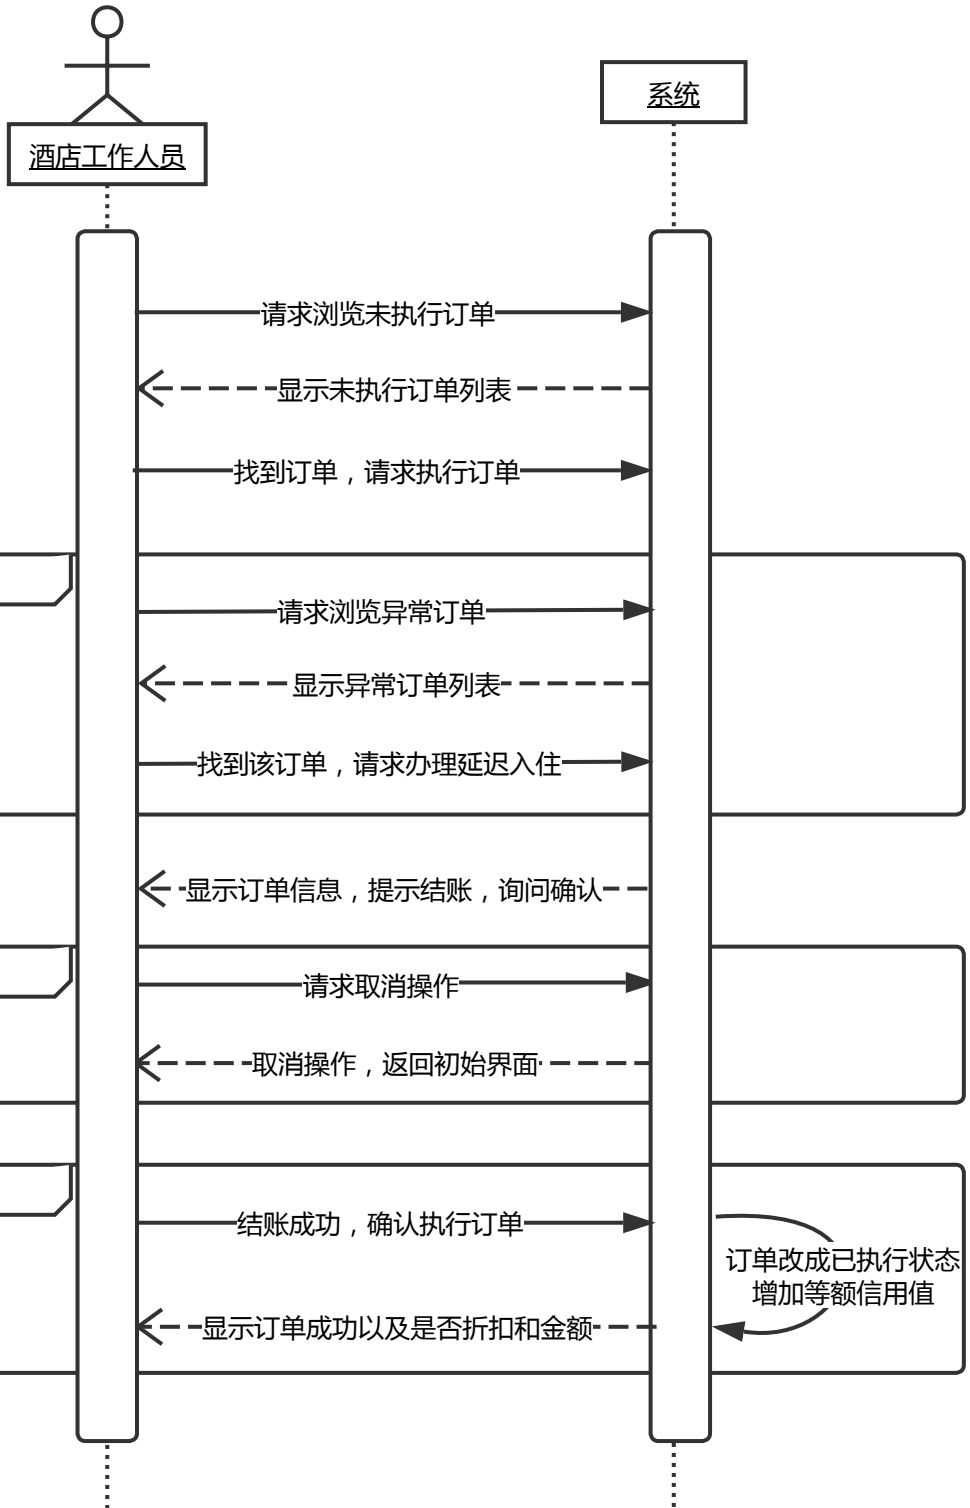 系统
酒店工作人员
请求浏览未执行订单
显示未执行订单列表
找到订单，请求执行订单
请求浏览异常订单
显示异常订单列表
找到该订单，请求办理延迟入住
显示订单信息，提示结账，询问确认
请求取消操作
取消操作，返回初始界面
结账成功，确认执行订单
订单改成已执行状态
增加等额信用值
显示订单成功以及是否折扣和金额